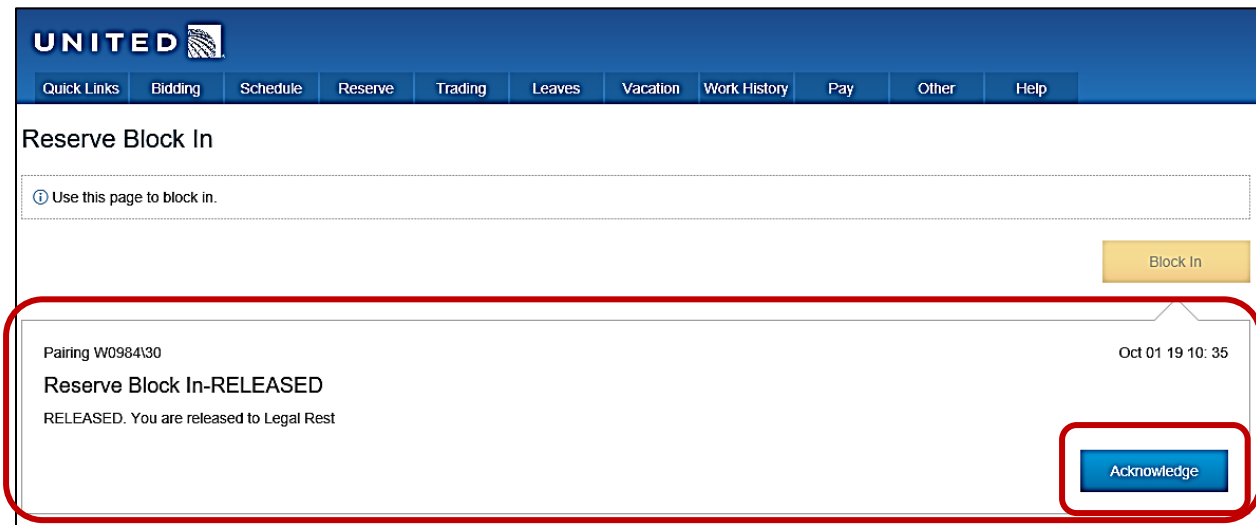 UNITED
Quick Links Bidding Schedule Reserve Trading Leaves Vacation Work History Pay Other Help
Reserve Block In
Use this page to block in.
Block In
Pairing W0984\30 Oct 01 19 10: 35
Reserve Block In-RELEASED
RELEASED. You are released to Legal Rest
Acknowledge